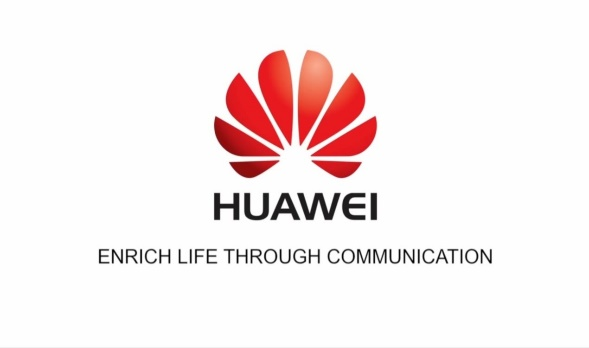 HUAWEI
ENRICH LIFE THROUGH COMMUNICATION